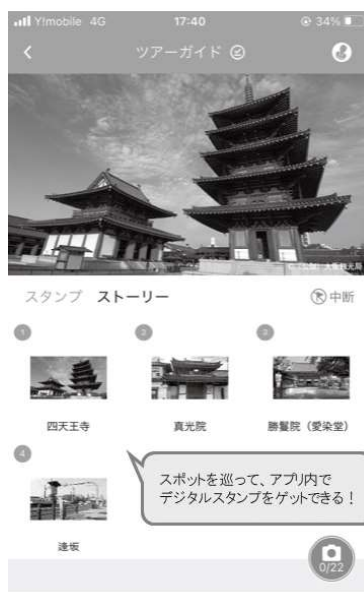 Y!mobile 4G 17:40 34%
ツアーガイド
スタンプ ストーリー 中断
1 2 3
四天王寺 真光院 勝鬘院（愛染堂）
4
スポットを巡って、アプリ内で
デジタルスタンプをゲットできる！
逢坂
0/22